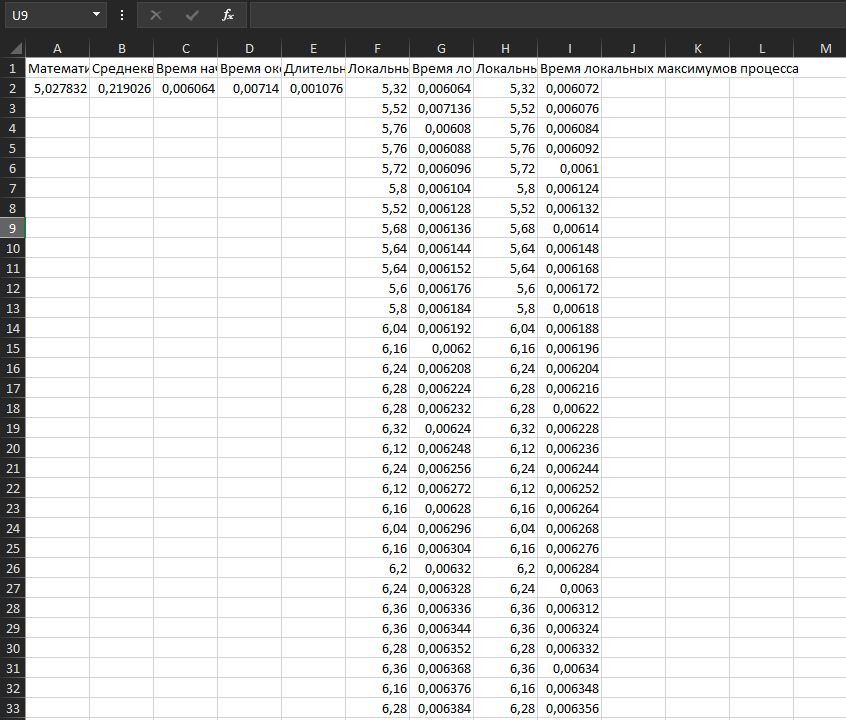 U9 fx
A B C D E F G H I J K L M
1 Математи Среднекв Время нач Время око Длительн Локальны Время ло Локальны Время локальных максимумов процесса
2 5,027832 0,219026 0,006064 0,00714 0,001076 5,32 0,006064 5,32 0,006072
3 5,52 0,007136 5,52 0,006076
4 5,76 0,00608 5,76 0,006084
5 5,76 0,006088 5,76 0,006092
6 5,72 0,006096 5,72 0,0061
7 5,8 0,006104 5,8 0,006124
8 5,52 0,006128 5,52 0,006132
9 5,68 0,006136 5,68 0,00614
10 5,64 0,006144 5,64 0,006148
11 5,64 0,006152 5,64 0,006168
12 5,6 0,006176 5,6 0,006172
13 5,8 0,006184 5,8 0,00618
14 6,04 0,006192 6,04 0,006188
15 6,16 0,0062 6,16 0,006196
16 6,24 0,006208 6,24 0,006204
17 6,28 0,006224 6,28 0,006216
18 6,28 0,006232 6,28 0,00622
19 6,32 0,00624 6,32 0,006228
20 6,12 0,006248 6,12 0,006236
21 6,24 0,006256 6,24 0,006244
22 6,12 0,006272 6,12 0,006252
23 6,16 0,00628 6,16 0,006264
24 6,04 0,006296 6,04 0,006268
25 6,16 0,006304 6,16 0,006276
26 6,2 0,00632 6,2 0,006284
27 6,24 0,006328 6,24 0,0063
28 6,36 0,006336 6,36 0,006312
29 6,36 0,006344 6,36 0,006324
30 6,28 0,006352 6,28 0,006332
31 6,36 0,006368 6,36 0,00634
32 6,16 0,006376 6,16 0,006348
33 6,28 0,006384 6,28 0,006356